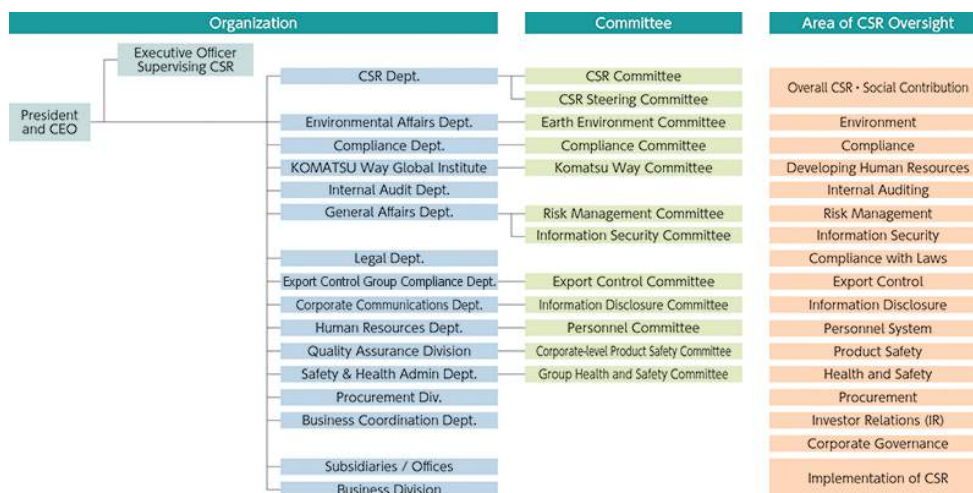 Organization
Committee
Area of CSR Oversight
Executive Officer
Supervising CSR
President
and CEO
CSR Dept.
CSR Committee
Overall CSR・Social Contribution
CSR Steering Committee
Environmental Affairs Dept.
Earth Environment Committee
Environment
Compliance Dept.
Compliance Committee
Compliance
KOMATSU Way Global Institute
Komatsu Way Committee
Developing Human Resources
Internal Audit Dept.
Internal Auditing
General Affairs Dept.
Risk Management Committee
Risk Management
Information Security Committee
Information Security
Legal Dept.
Compliance with Laws
Export Control Group Compliance Dept.
Export Control Committee
Export Control
Corporate Communications Dept.
Information Disclosure Committee
Information Disclosure
Human Resources Dept.
Personnel Committee
Personnel System
Quality Assurance Division
Corporate-level Product Safety Committee
Product Safety
Safety & Health Admin Dept.
Group Health and Safety Committee
Health and Safety
Procurement Div.
Procurement
Business Coordination Dept.
Investor Relations (IR)
Corporate Governance
Subsidiaries / Offices
Implementation of CSR
Business Division